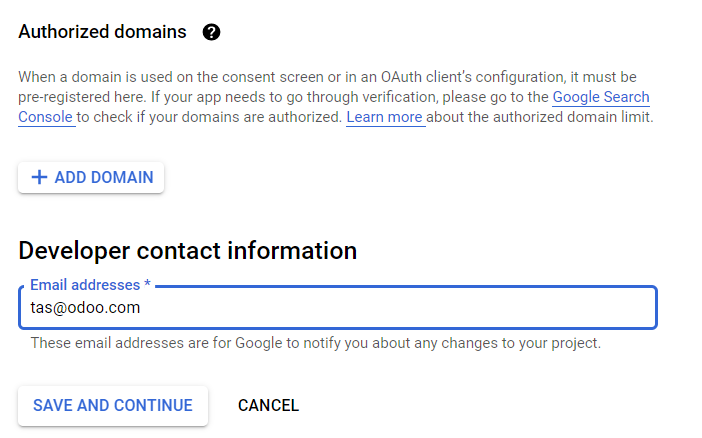 Authorized domains
When a domain is used on the consent screen or in an OAuth client's configuration, it must be
pre-registered here. If your app needs to go through verification, please go to the Google Search
Console to check if your domains are authorized. Learn more about the authorized domain limit.
+ ADD DOMAIN
Developer contact information
Email addresses *
tas@odoo.com
These email addresses are for Google to notify you about any changes to your project.
SAVE AND CONTINUE CANCEL